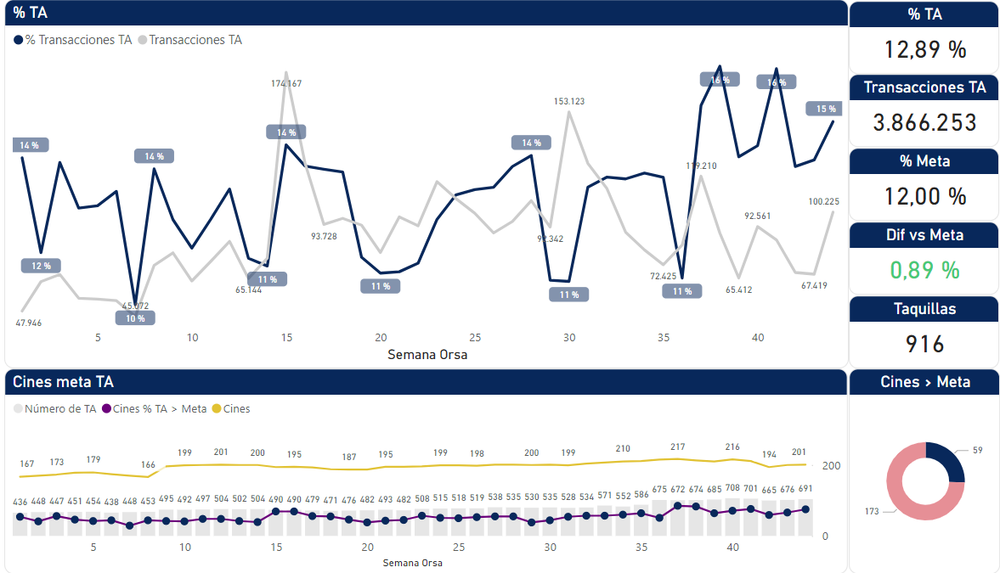 % TA
% Transacciones TA Transacciones TA
174.167
16 %
16 %
153.123
15 %
14 %
14 %
14 %
14 %
119.210
100.225
92.561
93.728
92.342
12 %
11 %
11 %
11 %
11 %
72.425
65.144
65.412
67.419
45.072
10 %
47.946
5 10 15 20 25 30 35 40
Semana Orsa
% TA
12,89 %
Transacciones TA
3.866.253
% Meta
12,00 %
Dif vs Meta
0,89 %
Taquillas
916
Cines meta TA
Número de TA Cines % TA > Meta Cines
167 173 179 166 199 201 200 195 187 195 199 198 200 199 210 217 216 194 201
200
436 448 447 451 454 438 448 453 495 492 497 504 502 504 490 490 479 471 476 482 493 482 508 515 518 519 538 535 530 535 528 534 571 552 586 675 672 674 685 708 701 665 676 691
0
5 10 15 20 25 30 35 40
Semana Orsa
Cines > Meta
59
173